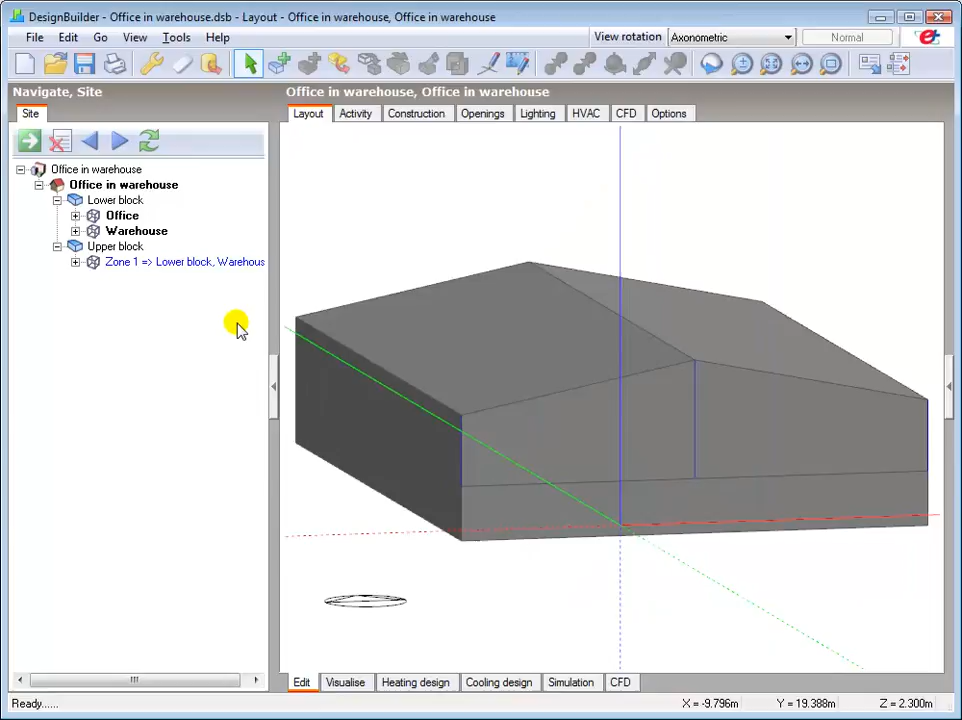 DesignBuilder - Office in warehouse.dsb - Layout - Office in warehouse, Office in warehouse
File Edit Go View Tools Help
View rotation Axonometric Normal
Navigate, Site
Office in warehouse, Office in warehouse
Site
Layout Activity Construction Openings Lighting HVAC CFD Options
Office in warehouse
Office in warehouse
Lower block
Office
Warehouse
Upper block
Zone 1 => Lower block, Warehous
Edit Visualise Heating design Cooling design Simulation CFD
Ready...... X = -9.796m Y = 19.388m Z = 2.300m